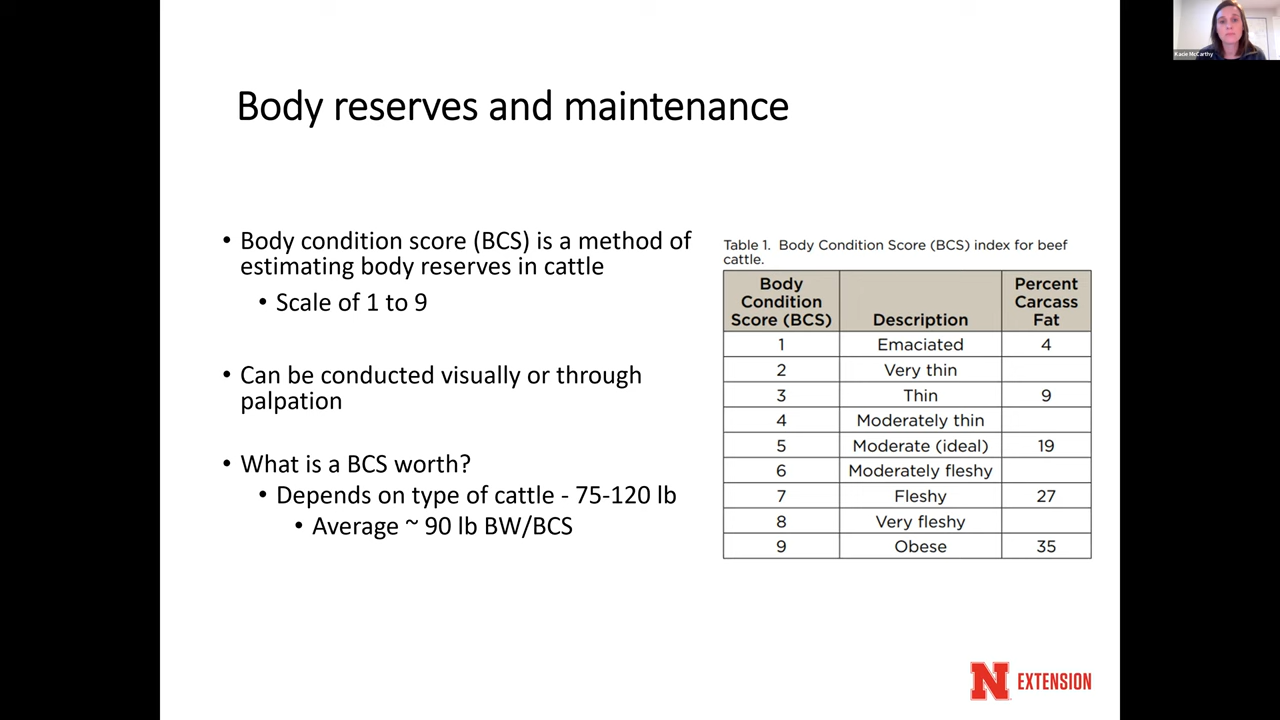 Kacie McCarthy
Body reserves and maintenance
• Body condition score (BCS) is a method of
estimating body reserves in cattle
• Scale of 1 to 9
• Can be conducted visually or through
palpation
• What is a BCS worth?
• Depends on type of cattle - 75-120 lb
• Average ~ 90 lb BW/BCS
Table 1. Body Condition Score (BCS) index for beef
cattle.
Body Condition Score (BCS) Description Percent Carcass Fat
1 Emaciated 4
2 Very thin
3 Thin 9
4 Moderately thin
5 Moderate (ideal) 19
6 Moderately fleshy
7 Fleshy 27
8 Very fleshy
9 Obese 35
N EXTENSION